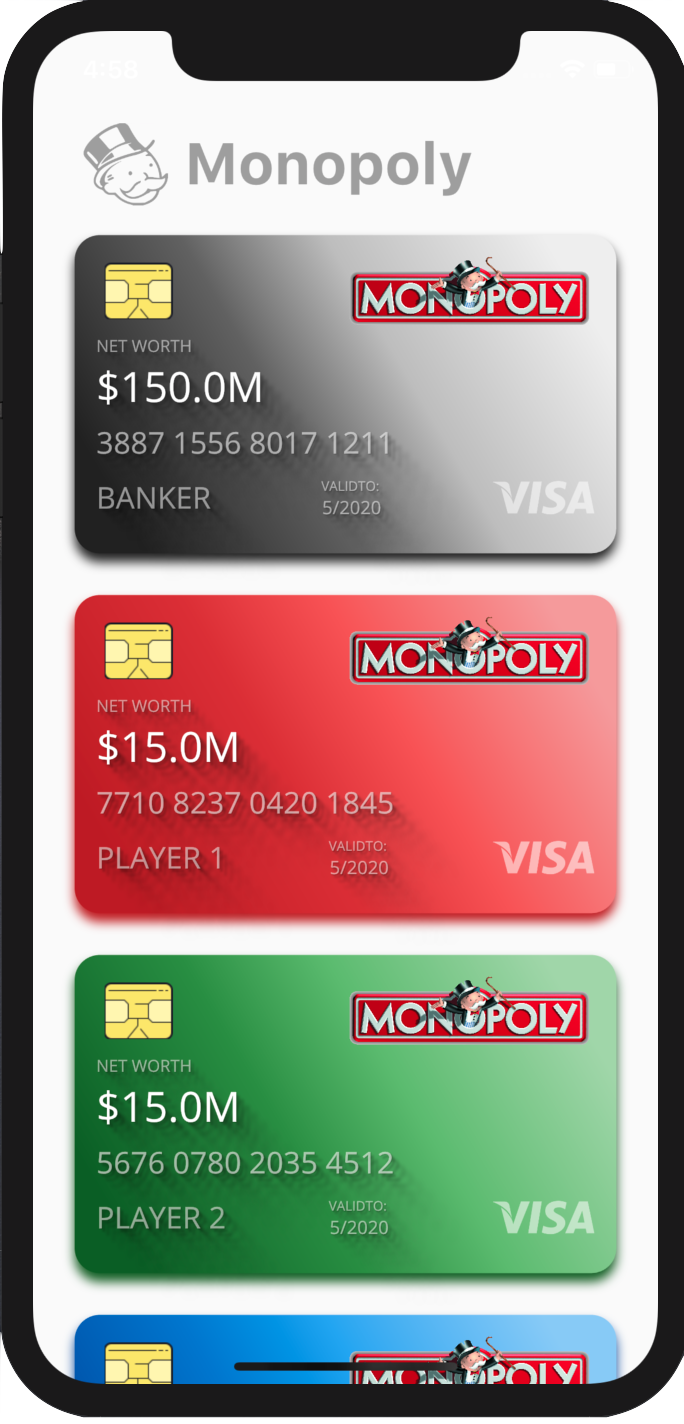 4:58
Monopoly
MONOPOLY
NET WORTH
$150.0M
3887 1556 8017 1211
BANKER
VALIDTO:
5/2020
VISA
MONOPOLY
NET WORTH
$15.0M
7710 8237 0420 1845
PLAYER 1
VALIDTO:
5/2020
VISA
MONOPOLY
NET WORTH
$15.0M
5676 0780 2035 4512
PLAYER 2
VALIDTO:
5/2020
VISA
MONOPOLY